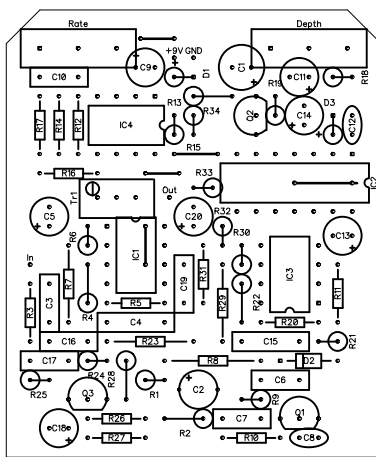 Rate
Depth
+9V GND
C10
C9
D1
C1
C11
R18
R19
R17
R14
R12
IC4
R13
R34
Q2
C14
D3
C12
R15
R16
Tr1
Out
R33
IC2
C5
R6
IC1
C20
R32
R30
C13
In
R7
R31
IC3
R3
C3
R4
R5
C19
R29
R22
R11
C4
R20
C16
R23
C15
R21
C17
R24
R28
R8
D2
R25
R1
C2
C6
Q3
R9
R26
R2
C7
Q1
C18
R27
R10
C8